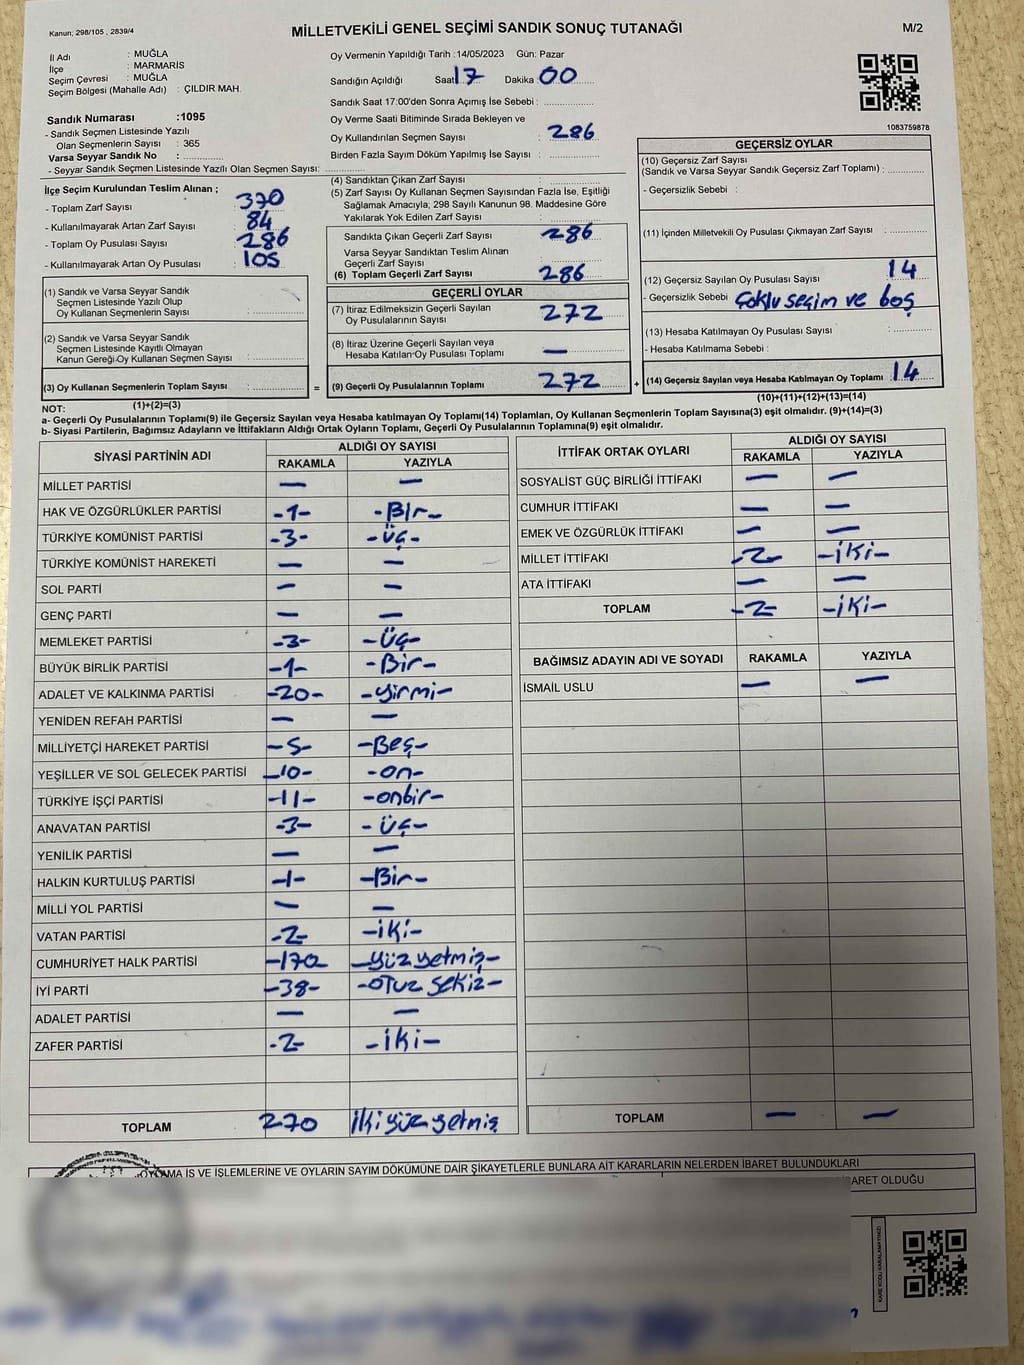 Kanun; 298/105 , 2839/4
MİLLETVEKİLİ GENEL SEÇİMİ SANDIK SONUÇ TUTANAĞI
M/2
İl Adı : MUĞLA
İlçe : MARMARİS
Seçim Çevresi : MUĞLA
Seçim Bölgesi (Mahalle Adı) : ÇILDIR MAH.
Sandık Numarası :1095
- Sandık Seçmen Listesinde Yazılı
Olan Seçmenlerin Sayısı : 365
Varsa Seyyar Sandık No :
- Seyyar Sandık Seçmen Listesinde Yazılı Olan Seçmen Sayısı:
Oy Vermenin Yapıldığı Tarih :14/05/2023 Gün: Pazar
Sandığın Açıldığı Saat 17 Dakika 00
Sandık Saat 17:00'den Sonra Açımış İse Sebebi :
Oy Verme Saati Bitiminde Sırada Bekleyen ve
Oy Kullandırılan Seçmen Sayısı : 286
Birden Fazla Sayım Döküm Yapılmış İse Sayısı :
1083759878
İlçe Seçim Kurulundan Teslim Alınan ;
- Toplam Zarf Sayısı : 370
- Kullanılmayarak Artan Zarf Sayısı : 84
- Toplam Oy Pusulası Sayısı : 286
- Kullanılmayarak Artan Oy Pusulası : 105
(1) Sandık ve Varsa Seyyar Sandık
Seçmen Listesinde Yazılı Olup
Oy Kullanan Seçmenlerin Sayısı :
(2) Sandık ve Varsa Seyyar Sandık
Seçmen Listesinde Kayıtlı Olmayan
Kanun Gereği Oy Kullanan Seçmen Sayısı :
(3) Oy Kullanan Seçmenlerin Toplam Sayısı : =
(1)+(2)=(3)
(4) Sandıktan Çıkan Zarf Sayısı :
(5) Zarf Sayısı Oy Kullanan Seçmen Sayısından Fazla İse, Eşitliği
Sağlamak Amacıyla; 298 Sayılı Kanunun 98. Maddesine Göre
Yakılarak Yok Edilen Zarf Sayısı :
Sandıkta Çıkan Geçerli Zarf Sayısı : 286
Varsa Seyyar Sandıktan Teslim Alınan
Geçerli Zarf Sayısı :
(6) Toplam Geçerli Zarf Sayısı : 286
GEÇERLİ OYLAR
(7) İtiraz Edilmeksizin Geçerli Sayılan
Oy Pusulalarının Sayısı : 272
(8) İtiraz Üzerine Geçerli Sayılan veya
Hesaba Katılan Oy Pusulası Toplamı : —
(9) Geçerli Oy Pusulalarının Toplamı : 272 +
GEÇERSİZ OYLAR
(10) Geçersiz Zarf Sayısı
(Sandık ve Varsa Seyyar Sandık Geçersiz Zarf Toplamı) :
- Geçersizlik Sebebi :
(11) İçinden Milletvekili Oy Pusulası Çıkmayan Zarf Sayısı :
(12) Geçersiz Sayılan Oy Pusulası Sayısı : 14
- Geçersizlik Sebebi : Çoklu seçim ve boş
(13) Hesaba Katılmayan Oy Pusulası Sayısı :
- Hesaba Katılmama Sebebi :
(14) Geçersiz Sayılan veya Hesaba Katılmayan Oy Toplamı : 14
(10)+(11)+(12)+(13)=(14)
NOT:
a- Geçerli Oy Pusulalarının Toplamı(9) ile Geçersiz Sayılan veya Hesaba katılmayan Oy Toplamı(14) Toplamları, Oy Kullanan Seçmenlerin Toplam Sayısına(3) eşit olmalıdır. (9)+(14)=(3)
b- Siyasi Partilerin, Bağımsız Adayların ve İttifakların Aldığı Ortak Oyların Toplamı, Geçerli Oy Pusulalarının Toplamına(9) eşit olmalıdır.
SİYASİ PARTİNİN ADI ALDIĞI OY SAYISI
RAKAMLA YAZIYLA
MİLLET PARTİSİ — —
HAK VE ÖZGÜRLÜKLER PARTİSİ -1- -Bir-
TÜRKİYE KOMÜNİST PARTİSİ -3- -Üç-
TÜRKİYE KOMÜNİST HAREKETİ — —
SOL PARTİ — —
GENÇ PARTİ — —
MEMLEKET PARTİSİ -3- -Üç-
BÜYÜK BİRLİK PARTİSİ -1- -Bir-
ADALET VE KALKINMA PARTİSİ -20- -yirmi-
YENİDEN REFAH PARTİSİ — —
MİLLİYETÇİ HAREKET PARTİSİ -5- -Beş-
YEŞİLLER VE SOL GELECEK PARTİSİ -10- -on-
TÜRKİYE İŞÇİ PARTİSİ -11- -onbir-
ANAVATAN PARTİSİ -3- -Üç-
YENİLİK PARTİSİ — —
HALKIN KURTULUŞ PARTİSİ -1- -Bir-
MİLLİ YOL PARTİSİ — —
VATAN PARTİSİ -2- -iki-
CUMHURİYET HALK PARTİSİ -170 -yüz yetmiş-
İYİ PARTİ -38- -otuz sekiz-
ADALET PARTİSİ — —
ZAFER PARTİSİ -2- -iki-
TOPLAM 270 ikiyüz yetmiş
İTTİFAK ORTAK OYLARI ALDIĞI OY SAYISI
RAKAMLA YAZIYLA
SOSYALİST GÜÇ BİRLİĞİ İTTİFAKI — —
CUMHUR İTTİFAKI — —
EMEK VE ÖZGÜRLÜK İTTİFAKI — —
MİLLET İTTİFAKI -2- -iki-
ATA İTTİFAKI — —
TOPLAM -2- -iki-
BAĞIMSIZ ADAYIN ADI VE SOYADI RAKAMLA YAZIYLA
İSMAİL USLU — —
TOPLAM — —
OYLAMA İŞ VE İŞLEMLERİNE VE OYLARIN SAYIM DÖKÜMÜNE DAİR ŞİKAYETLERLE BUNLARA AİT KARARLARIN NELERDEN İBARET BULUNDUKLARI
İBARET OLDUĞU
KARE KODU KARALAMAYINIZ!